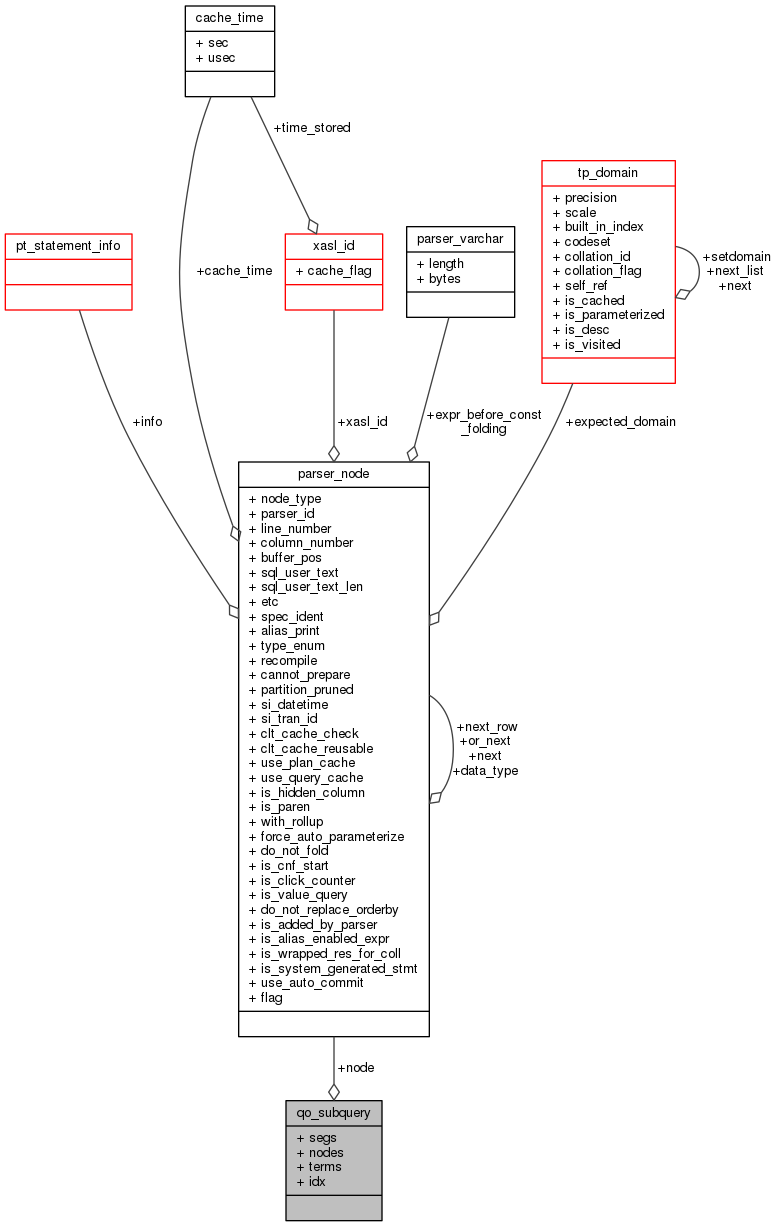 cache_time
+ sec
+ usec
+time_stored
tp_domain
+ precision
+ scale
+ built_in_index
+ codeset
+ collation_id
+ collation_flag
+ self_ref
+ is_cached
+ is_parameterized
+ is_desc
+ is_visited
+setdomain
+next_list
+next
pt_statement_info
xasl_id
+ cache_flag
parser_varchar
+ length
+ bytes
+cache_time
+info
+xasl_id
+expr_before_const
_folding
+expected_domain
parser_node
+ node_type
+ parser_id
+ line_number
+ column_number
+ buffer_pos
+ sql_user_text
+ sql_user_text_len
+ etc
+ spec_ident
+ alias_print
+ type_enum
+ recompile
+ cannot_prepare
+ partition_pruned
+ si_datetime
+ si_tran_id
+ clt_cache_check
+ clt_cache_reusable
+ use_plan_cache
+ use_query_cache
+ is_hidden_column
+ is_paren
+ with_rollup
+ force_auto_parameterize
+ do_not_fold
+ is_cnf_start
+ is_click_counter
+ is_value_query
+ do_not_replace_orderby
+ is_added_by_parser
+ is_alias_enabled_expr
+ is_wrapped_res_for_coll
+ is_system_generated_stmt
+ use_auto_commit
+ flag
+next_row
+or_next
+next
+data_type
+node
qo_subquery
+ segs
+ nodes
+ terms
+ idx